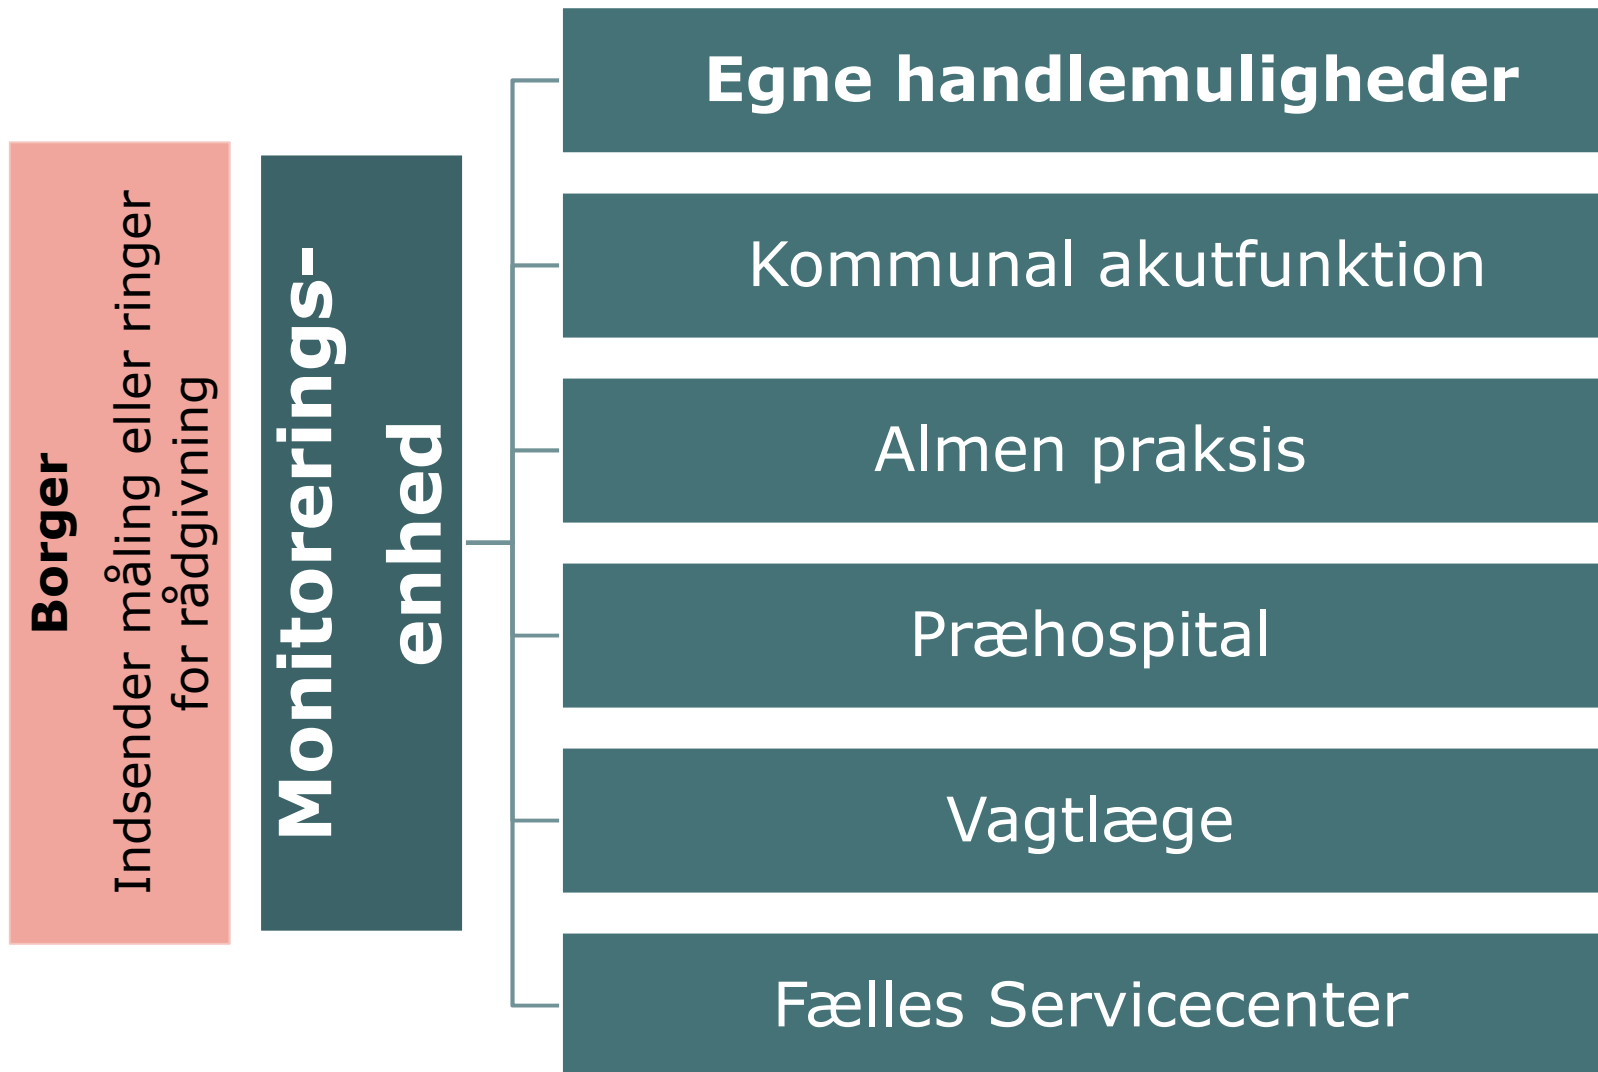 Borger
Indsender måling eller ringer
for rådgivning
Monitorerings-
enhed
Egne handlemuligheder
Kommunal akutfunktion
Almen praksis
Præhospital
Vagtlæge
Fælles Servicecenter